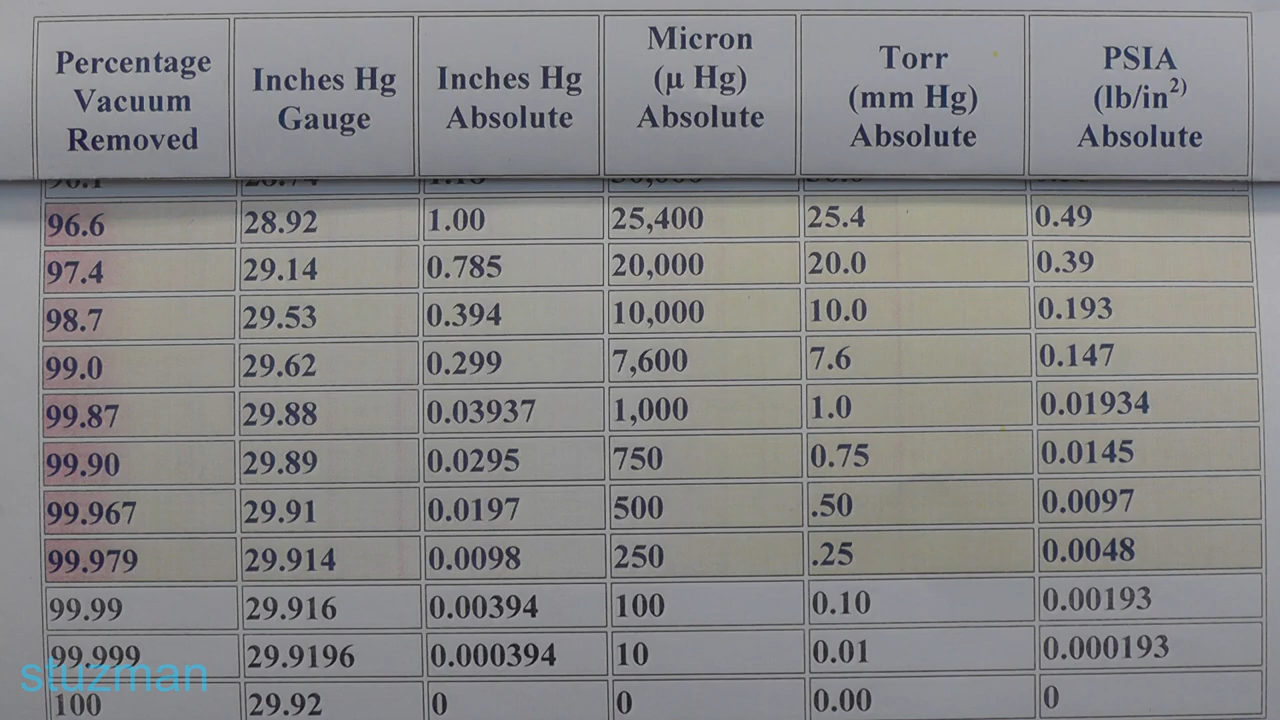 Percentage Vacuum Removed | Inches Hg Gauge | Inches Hg Absolute | Micron (µ Hg) Absolute | Torr (mm Hg) Absolute | PSIA (lb/in²⁾ Absolute
96.6 | 28.92 | 1.00 | 25,400 | 25.4 | 0.49
97.4 | 29.14 | 0.785 | 20,000 | 20.0 | 0.39
98.7 | 29.53 | 0.394 | 10,000 | 10.0 | 0.193
99.0 | 29.62 | 0.299 | 7,600 | 7.6 | 0.147
99.87 | 29.88 | 0.03937 | 1,000 | 1.0 | 0.01934
99.90 | 29.89 | 0.0295 | 750 | 0.75 | 0.0145
99.967 | 29.91 | 0.0197 | 500 | .50 | 0.0097
99.979 | 29.914 | 0.0098 | 250 | .25 | 0.0048
99.99 | 29.916 | 0.00394 | 100 | 0.10 | 0.00193
99.999 | 29.9196 | 0.000394 | 10 | 0.01 | 0.000193
stuzman
100 | 29.92 | 0 | 0 | 0.00 | 0